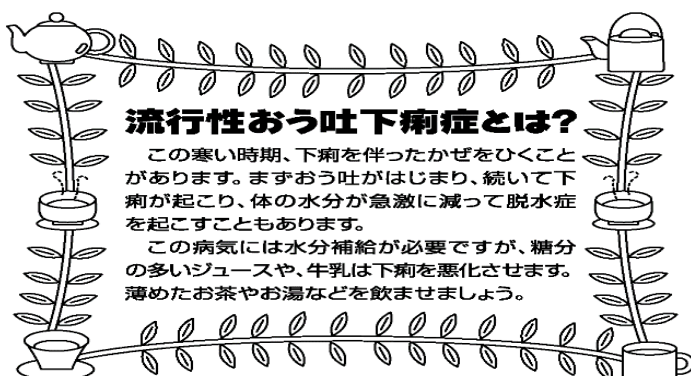 流行性おう吐下痢症とは?
　この寒い時期、下痢を伴ったかぜをひくこと
があります。まずおう吐がはじまり、続いて下
痢が起こり、体の水分が急激に減って脱水症
を起こすこともあります。
　この病気には水分補給が必要ですが、糖分
の多いジュースや、牛乳は下痢を悪化させます。
薄めたお茶やお湯などを飲ませましょう。